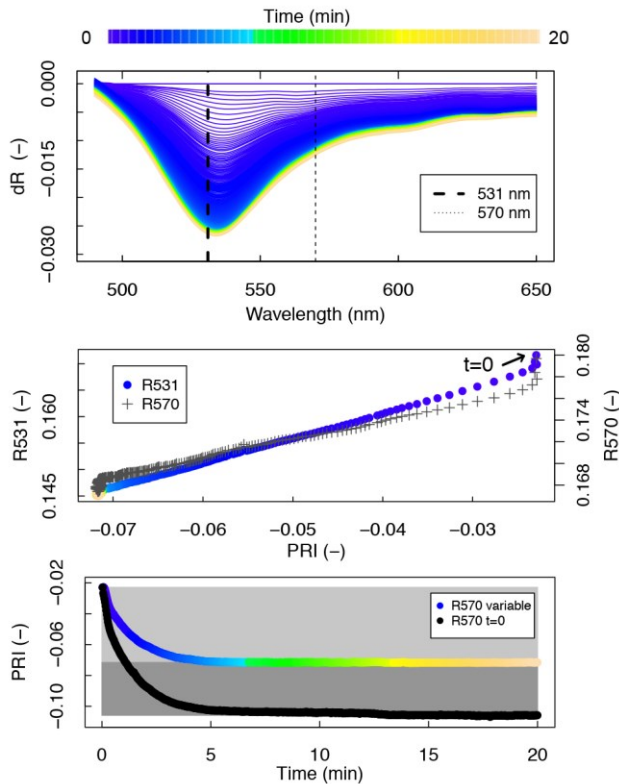 Time (min)
0 20
0.000
−0.015
−0.030
dR (−)
531 nm
570 nm
500 550 600 650
Wavelength (nm)
t=0
R531
R570
0.160
0.145
R531 (−)
0.180
0.174
0.168
R570 (−)
−0.07 −0.06 −0.05 −0.04 −0.03
PRI (−)
−0.02
−0.06
−0.10
PRI (−)
R570 variable
R570 t=0
0 5 10 15 20
Time (min)